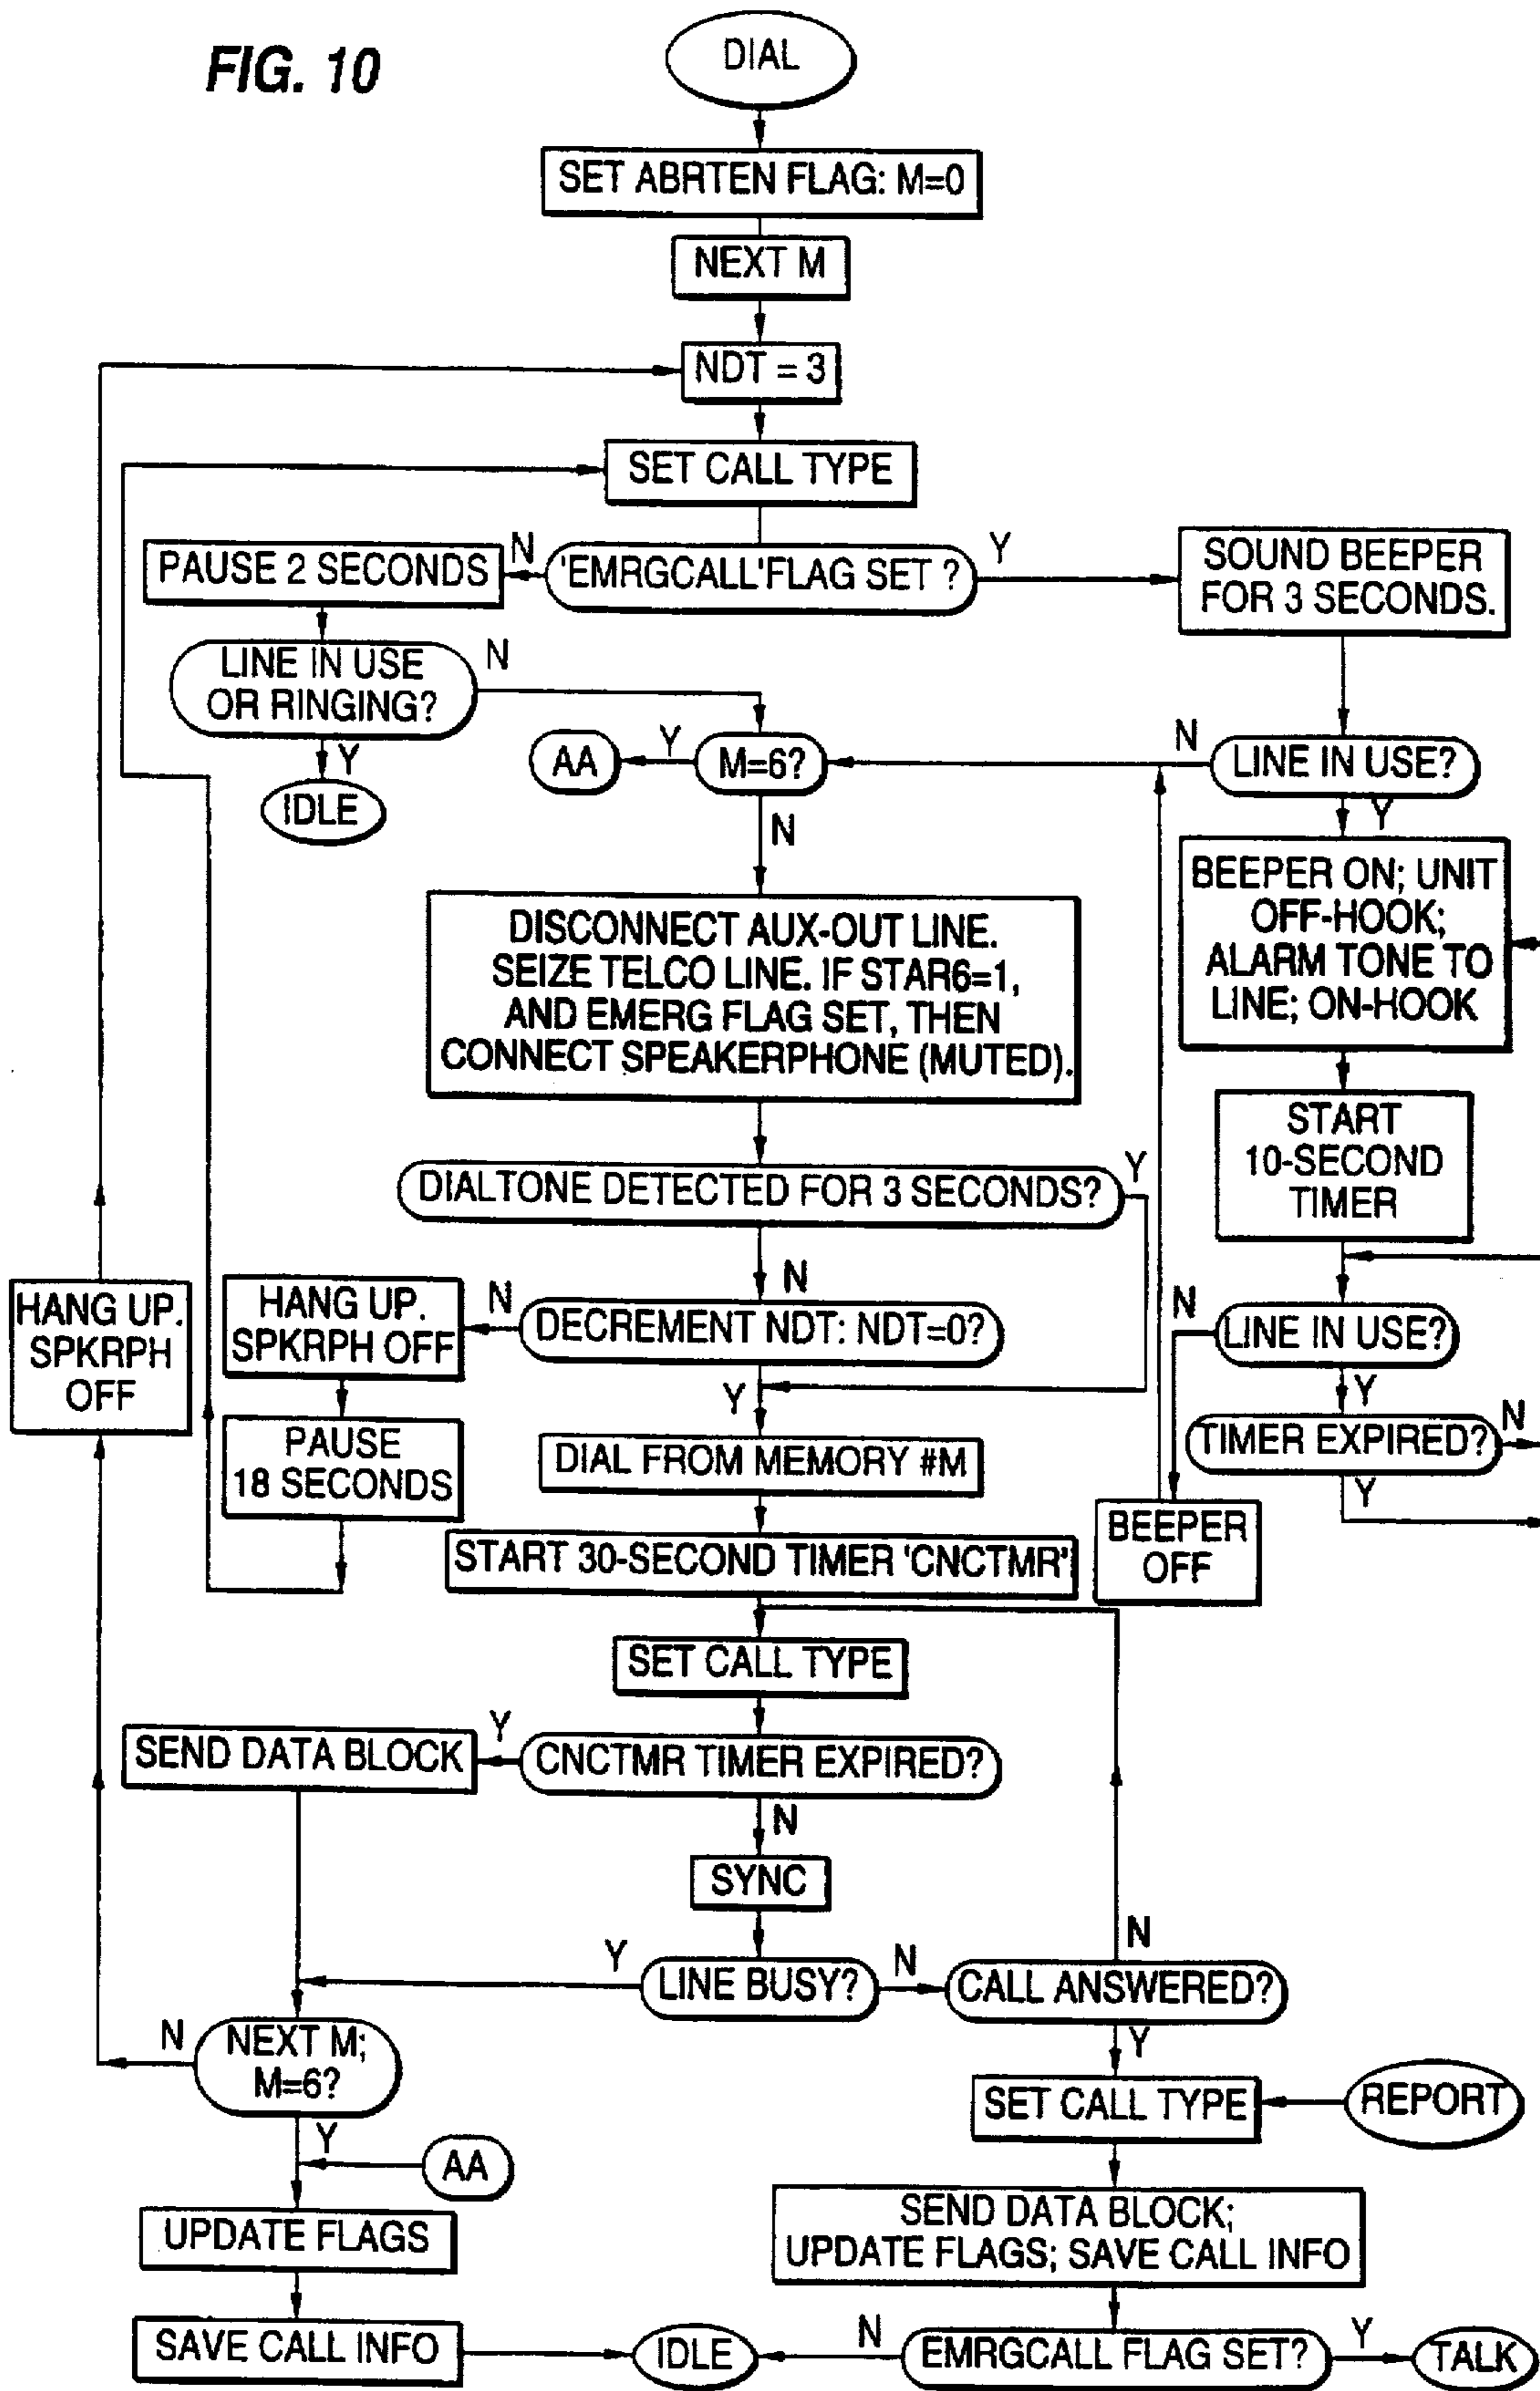 FIG. 10
DIAL
SET ABRTEN FLAG: M=0
NEXT M
NDT = 3
SET CALL TYPE
'EMRGCALL'FLAG SET ?
N
Y
PAUSE 2 SECONDS
SOUND BEEPER
FOR 3 SECONDS.
LINE IN USE
OR RINGING?
N
Y
IDLE
M=6?
Y
AA
N
LINE IN USE?
N
Y
BEEPER ON; UNIT
OFF-HOOK;
ALARM TONE TO
LINE; ON-HOOK
DISCONNECT AUX-OUT LINE.
SEIZE TELCO LINE. IF STAR6=1,
AND EMERG FLAG SET, THEN
CONNECT SPEAKERPHONE (MUTED).
START
10-SECOND
TIMER
DIALTONE DETECTED FOR 3 SECONDS?
Y
N
HANG UP.
SPKRPH
OFF
HANG UP.
SPKRPH OFF
N
DECREMENT NDT: NDT=0?
Y
N
LINE IN USE?
Y
TIMER EXPIRED?
N
Y
PAUSE
18 SECONDS
DIAL FROM MEMORY #M
BEEPER
OFF
START 30-SECOND TIMER 'CNCTMR'
SET CALL TYPE
SEND DATA BLOCK
Y
CNCTMR TIMER EXPIRED?
N
SYNC
Y
LINE BUSY?
N
CALL ANSWERED?
N
Y
N
NEXT M;
M=6?
Y
AA
SET CALL TYPE
REPORT
UPDATE FLAGS
SEND DATA BLOCK;
UPDATE FLAGS; SAVE CALL INFO
SAVE CALL INFO
IDLE
N
EMRGCALL FLAG SET?
Y
TALK